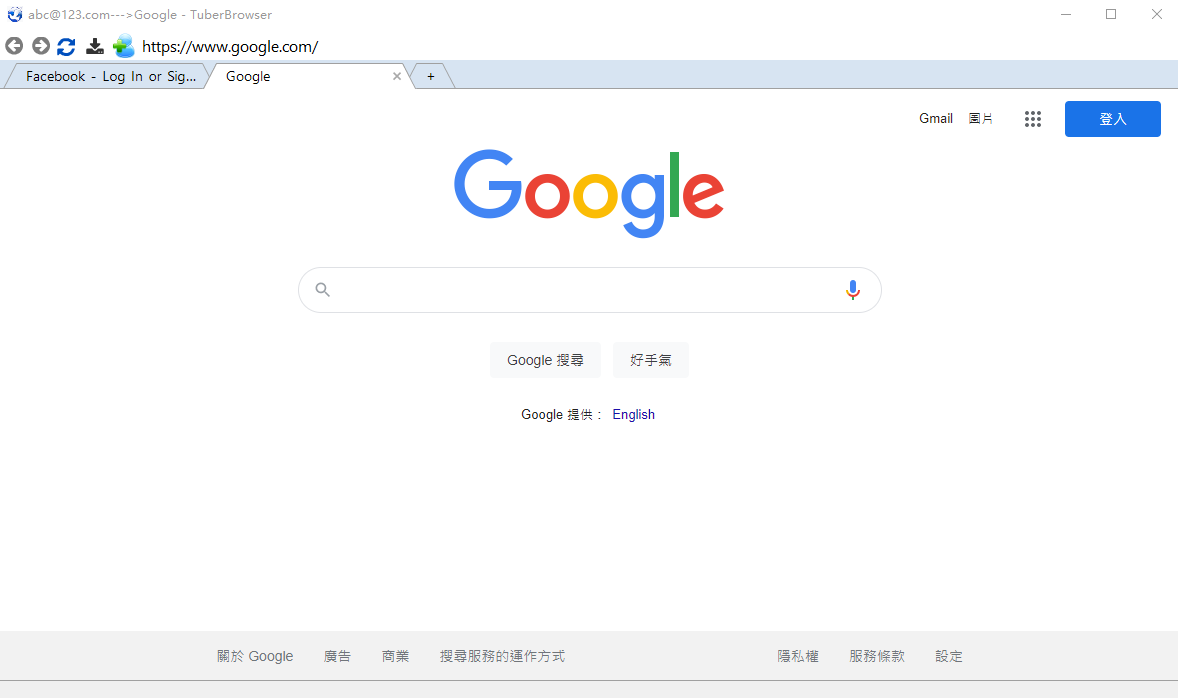 abc@123.com--->Google - TuberBrowser
https://www.google.com/
Facebook - Log In or Sig... Google × +
Gmail 圖片 登入
Google
Google 搜尋 好手氣
Google 提供： English
關於 Google 廣告 商業 搜尋服務的運作方式 隱私權 服務條款 設定